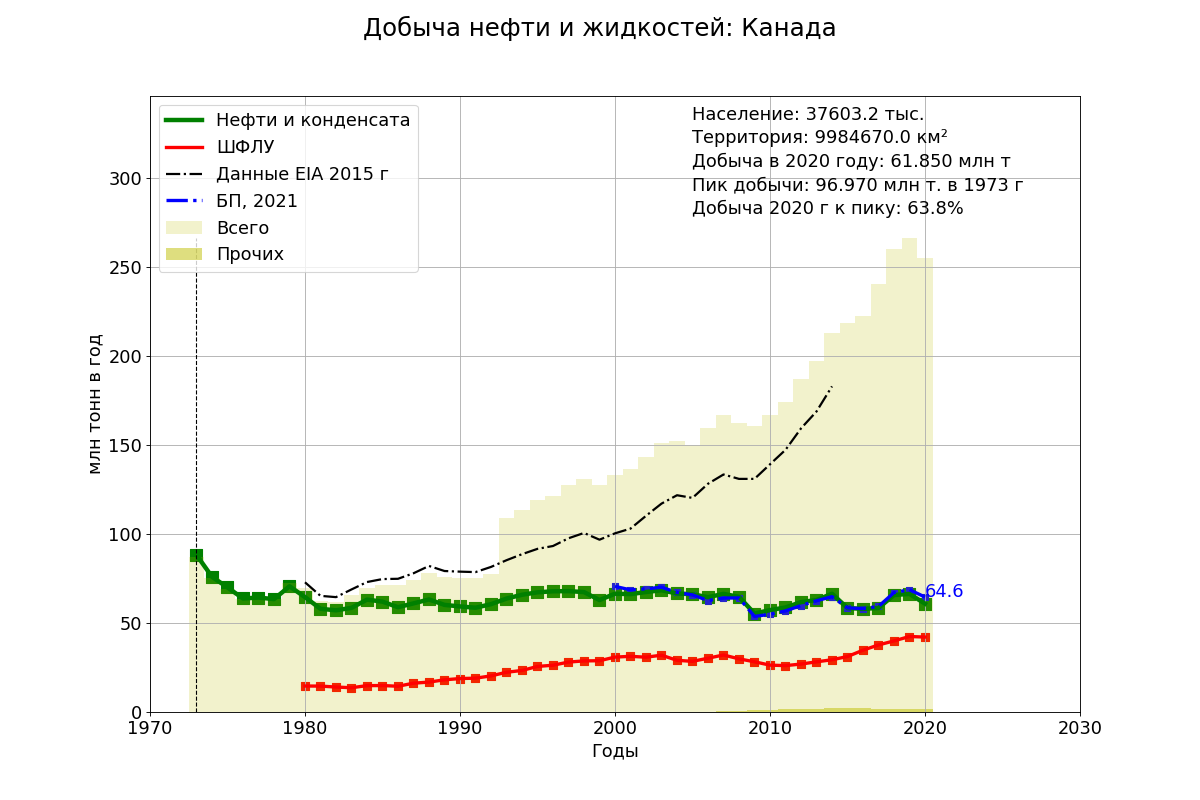 Добыча нефти и жидкостей: Канада
Нефти и конденсата
ШФЛУ
Данные EIA 2015 г
БП, 2021
Всего
Прочих
Население: 37603.2 тыс.
Территория: 9984670.0 км²
Добыча в 2020 году: 61.850 млн т
Пик добычи: 96.970 млн т. в 1973 г
Добыча 2020 г к пику: 63.8%
300
250
200
150
100
50
0
млн тонн в год
64.6
1970 1980 1990 2000 2010 2020 2030
Годы